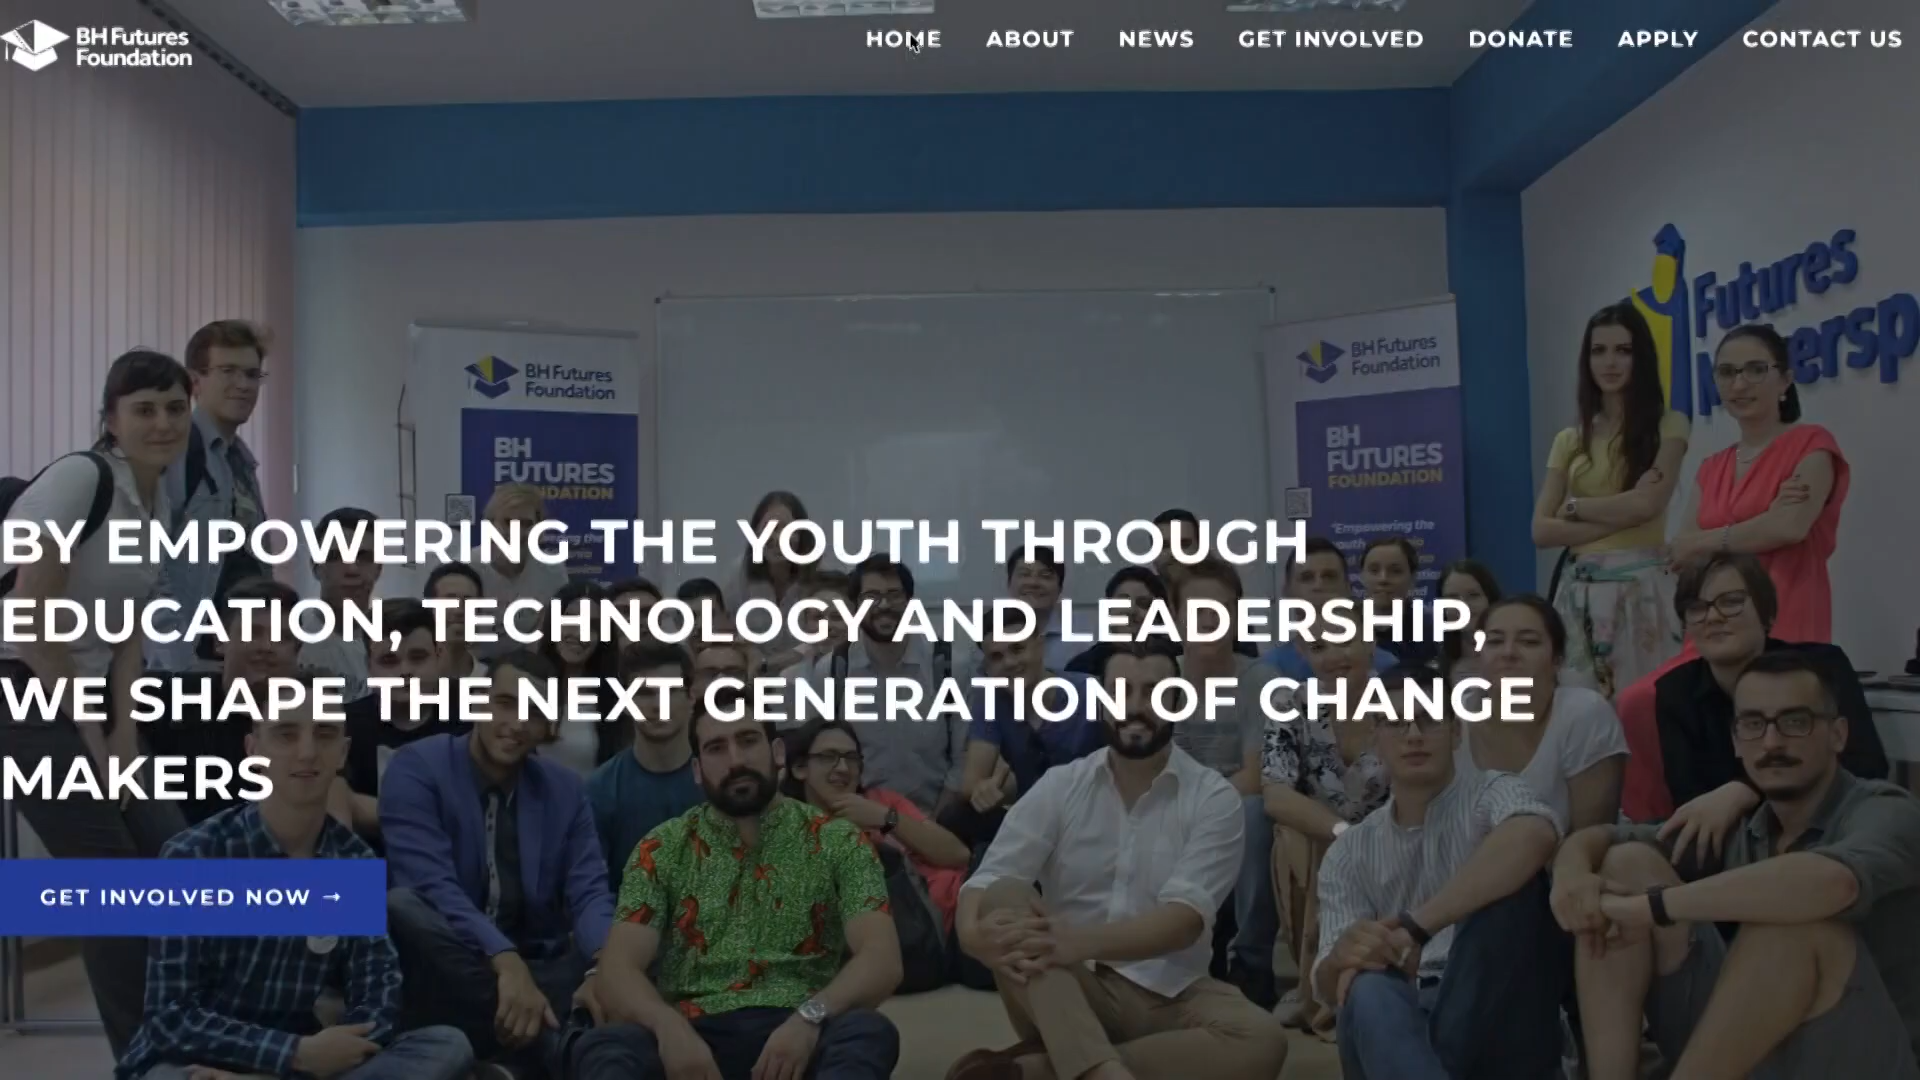 BH Futures
Foundation
HOME
ABOUT
NEWS
GET INVOLVED
DONATE
APPLY
CONTACT US
Futures
BH Futures
Foundation
BH
FUTURES
BH Futures
Foundation
BH
FUTURES
FOUNDATION
"Empowering the
BY EMPOWERING THE YOUTH THROUGH
EDUCATION, TECHNOLOGY AND LEADERSHIP,
WE SHAPE THE NEXT GENERATION OF CHANGE
MAKERS
GET INVOLVED NOW →